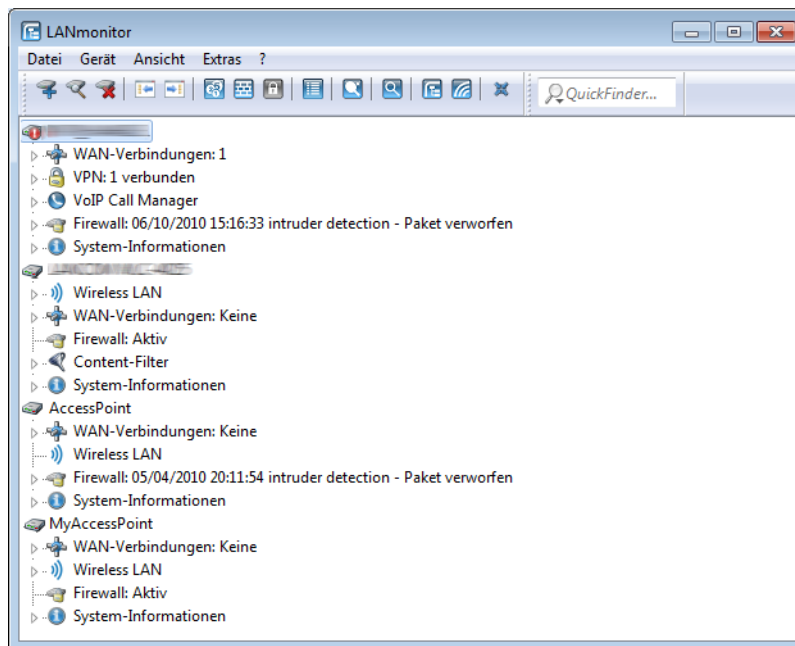 LANmonitor
Datei Gerät Ansicht Extras ?
QuickFinder...
WAN-Verbindungen: 1
VPN: 1 verbunden
VoIP Call Manager
Firewall: 06/10/2010 15:16:33 intruder detection - Paket verworfen
System-Informationen
Wireless LAN
WAN-Verbindungen: Keine
Firewall: Aktiv
Content-Filter
System-Informationen
AccessPoint
WAN-Verbindungen: Keine
Wireless LAN
Firewall: 05/04/2010 20:11:54 intruder detection - Paket verworfen
System-Informationen
MyAccessPoint
WAN-Verbindungen: Keine
Wireless LAN
Firewall: Aktiv
System-Informationen